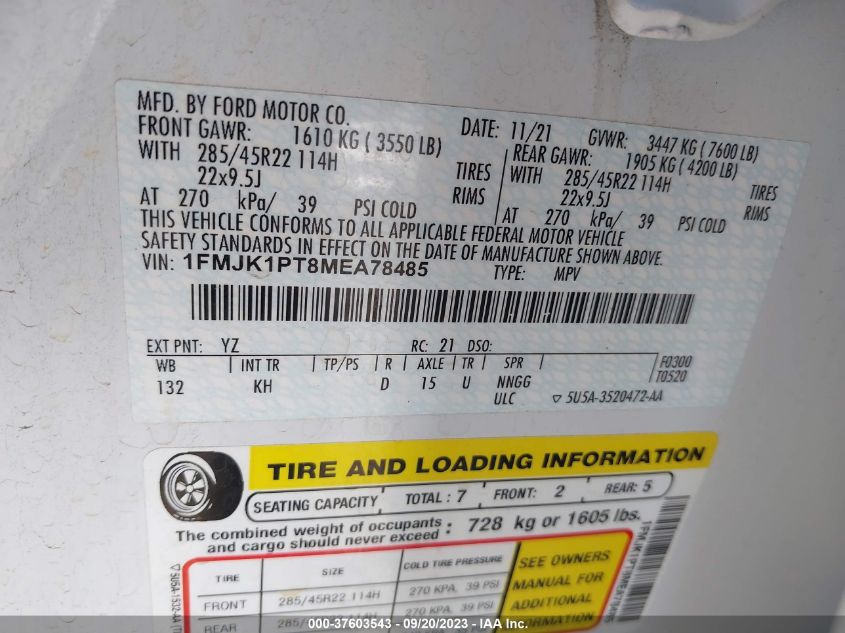 MFD. BY FORD MOTOR CO.
DATE: 11/21 GVWR: 3447 KG ( 7600 LB)
FRONT GAWR: 1610 KG ( 3550 LB)
REAR GAWR: 1905 KG ( 4200 LB)
WITH 285/45R22 114H TIRES
WITH 285/45R22 114H TIRES
22x9.5J RIMS
22x9.5J RIMS
AT 270 kPa/ 39 PSI COLD
AT 270 kPa/ 39 PSI COLD
THIS VEHICLE CONFORMS TO ALL APPLICABLE FEDERAL MOTOR VEHICLE
SAFETY STANDARDS IN EFFECT ON THE DATE OF MANUFACTURE SHOWN ABOVE.
VIN: 1FMJK1PT8MEA78485 TYPE: MPV
EXT PNT: YZ RC: 21 DSO:
WB INT TR TP/PS R AXLE TR SPR F0300
132 KH D 15 U NNGG T0520
ULC ▽ 5U5A-3520472-AA
TIRE AND LOADING INFORMATION
SEATING CAPACITY TOTAL : 7 FRONT: 2 REAR: 5
The combined weight of occupants
and cargo should never exceed : 728 kg or 1605 lbs.
TIRE SIZE COLD TIRE PRESSURE
FRONT 285/45R22 114H 270 KPA, 39 PSI
REAR 285/ 270 KPA, 39 PSI
SEE OWNERS
MANUAL FOR
ADDITIONAL
1FMJK1PT8MEA78485
Photo: 000-37603543 - 09/20/2023 - IAA Inc.